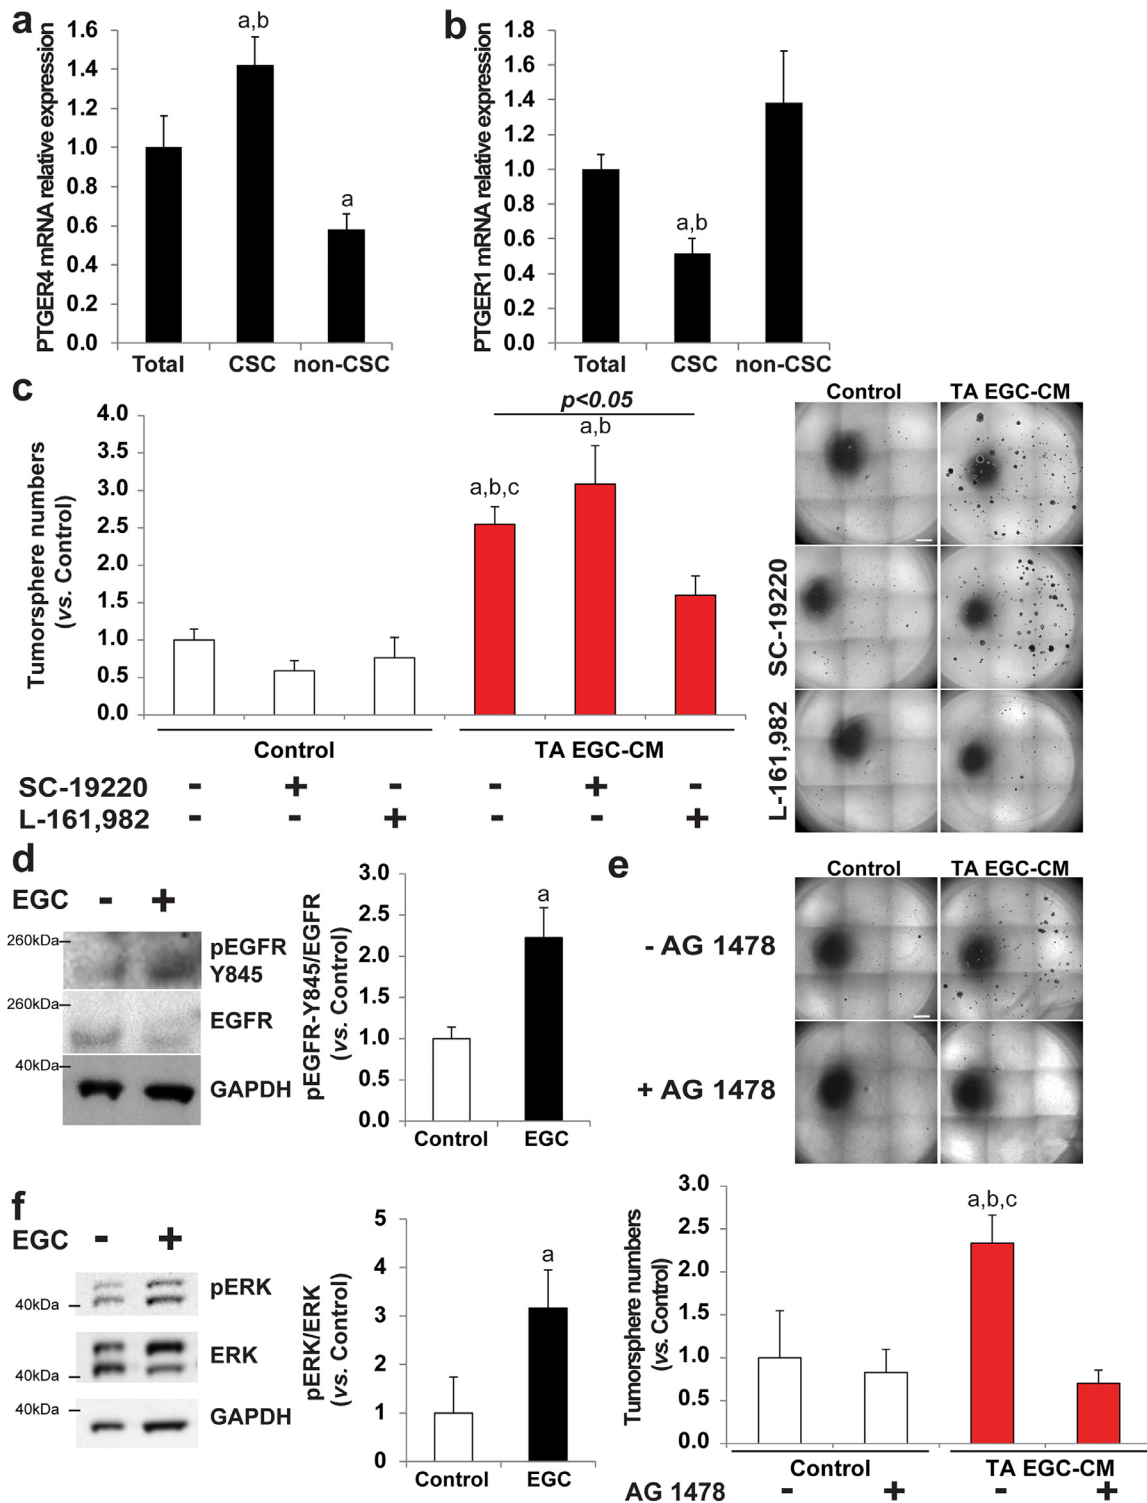 a
PTGER4 mRNA relative expression
1.6
1.4
1.2
1.0
0.8
0.6
0.4
0.2
0.0
a,b
a
Total CSC non-CSC
b
PTGER1 mRNA relative expression
1.8
1.6
1.4
1.2
1.0
0.8
0.6
0.4
0.2
0.0
a,b
Total CSC non-CSC
c
Tumorsphere numbers
(vs. Control)
4.0
3.5
3.0
2.5
2.0
1.5
1.0
0.5
0.0
p<0.05
a,b,c
a,b
Control TA EGC-CM
SC-19220 - + - - + -
L-161,982 - - + - - +
Control TA EGC-CM
SC-19220
L-161,982
d
EGC - +
260kDa
pEGFR
Y845
260kDa
EGFR
40kDa
GAPDH
pEGFR-Y845/EGFR
(vs. Control)
3.0
2.5
2.0
1.5
1.0
0.5
0.0
a
Control EGC
e
Control TA EGC-CM
- AG 1478
+ AG 1478
Tumorsphere numbers
(vs. Control)
3.0
2.5
2.0
1.5
1.0
0.5
0.0
a,b,c
Control TA EGC-CM
AG 1478 - + - +
f
EGC - +
pERK
40kDa
ERK
40kDa
40kDa
GAPDH
pERK/ERK
(vs. Control)
5
4
3
2
1
0
a
Control EGC